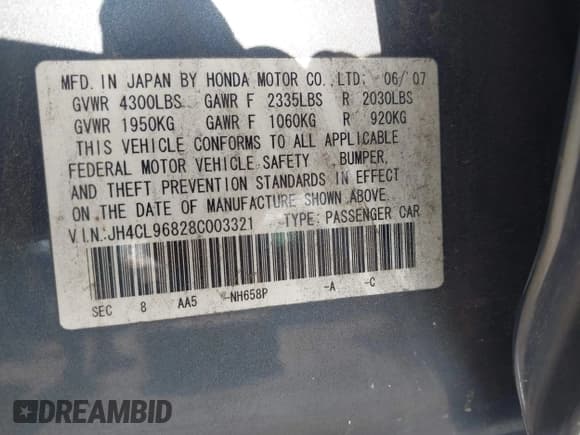 MFD. IN JAPAN BY HONDA MOTOR CO., LTD. 06/'07
GVWR 4300LBS GAWR F 2335LBS R 2030LBS
GVWR 1950KG GAWR F 1060KG R 920KG
THIS VEHICLE CONFORMS TO ALL APPLICABLE
FEDERAL MOTOR VEHICLE SAFETY BUMPER,
AND THEFT PREVENTION STANDARDS IN EFFECT
ON THE DATE OF MANUFACTURE SHOWN ABOVE.
V.I.N.:JH4CL96828C003321 TYPE: PASSENGER CAR
SEC 8 AA5 -NH658P -A -C
DREAMBID